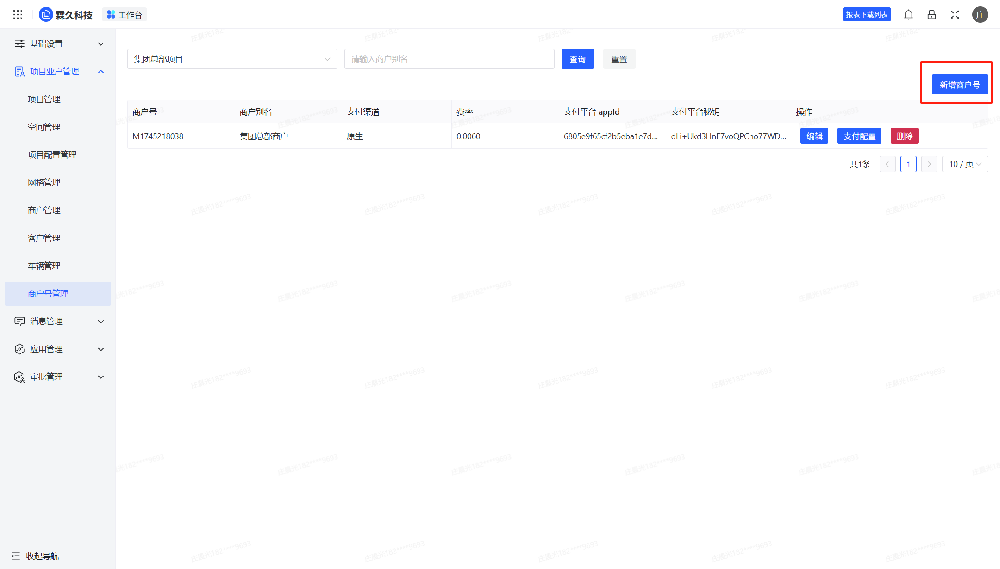 霖久科技
工作台
报表下载列表
庄
基础设置
项目业户管理
项目管理
空间管理
项目配置管理
网格管理
商户管理
客户管理
车辆管理
商户号管理
消息管理
应用管理
审批管理
收起导航
集团总部项目
请输入商户别名
查询
重置
新增商户号
商户号 商户别名 支付渠道 费率 支付平台 appId 支付平台秘钥 操作
M1745218038 集团总部商户 原生 0.0060 6805e9f65cf2b5eba1e7d... dLi+Ukd3HnE7voQPCno77WD... 编辑 支付配置 删除
共1条 1 10 / 页
庄晨光182****9693